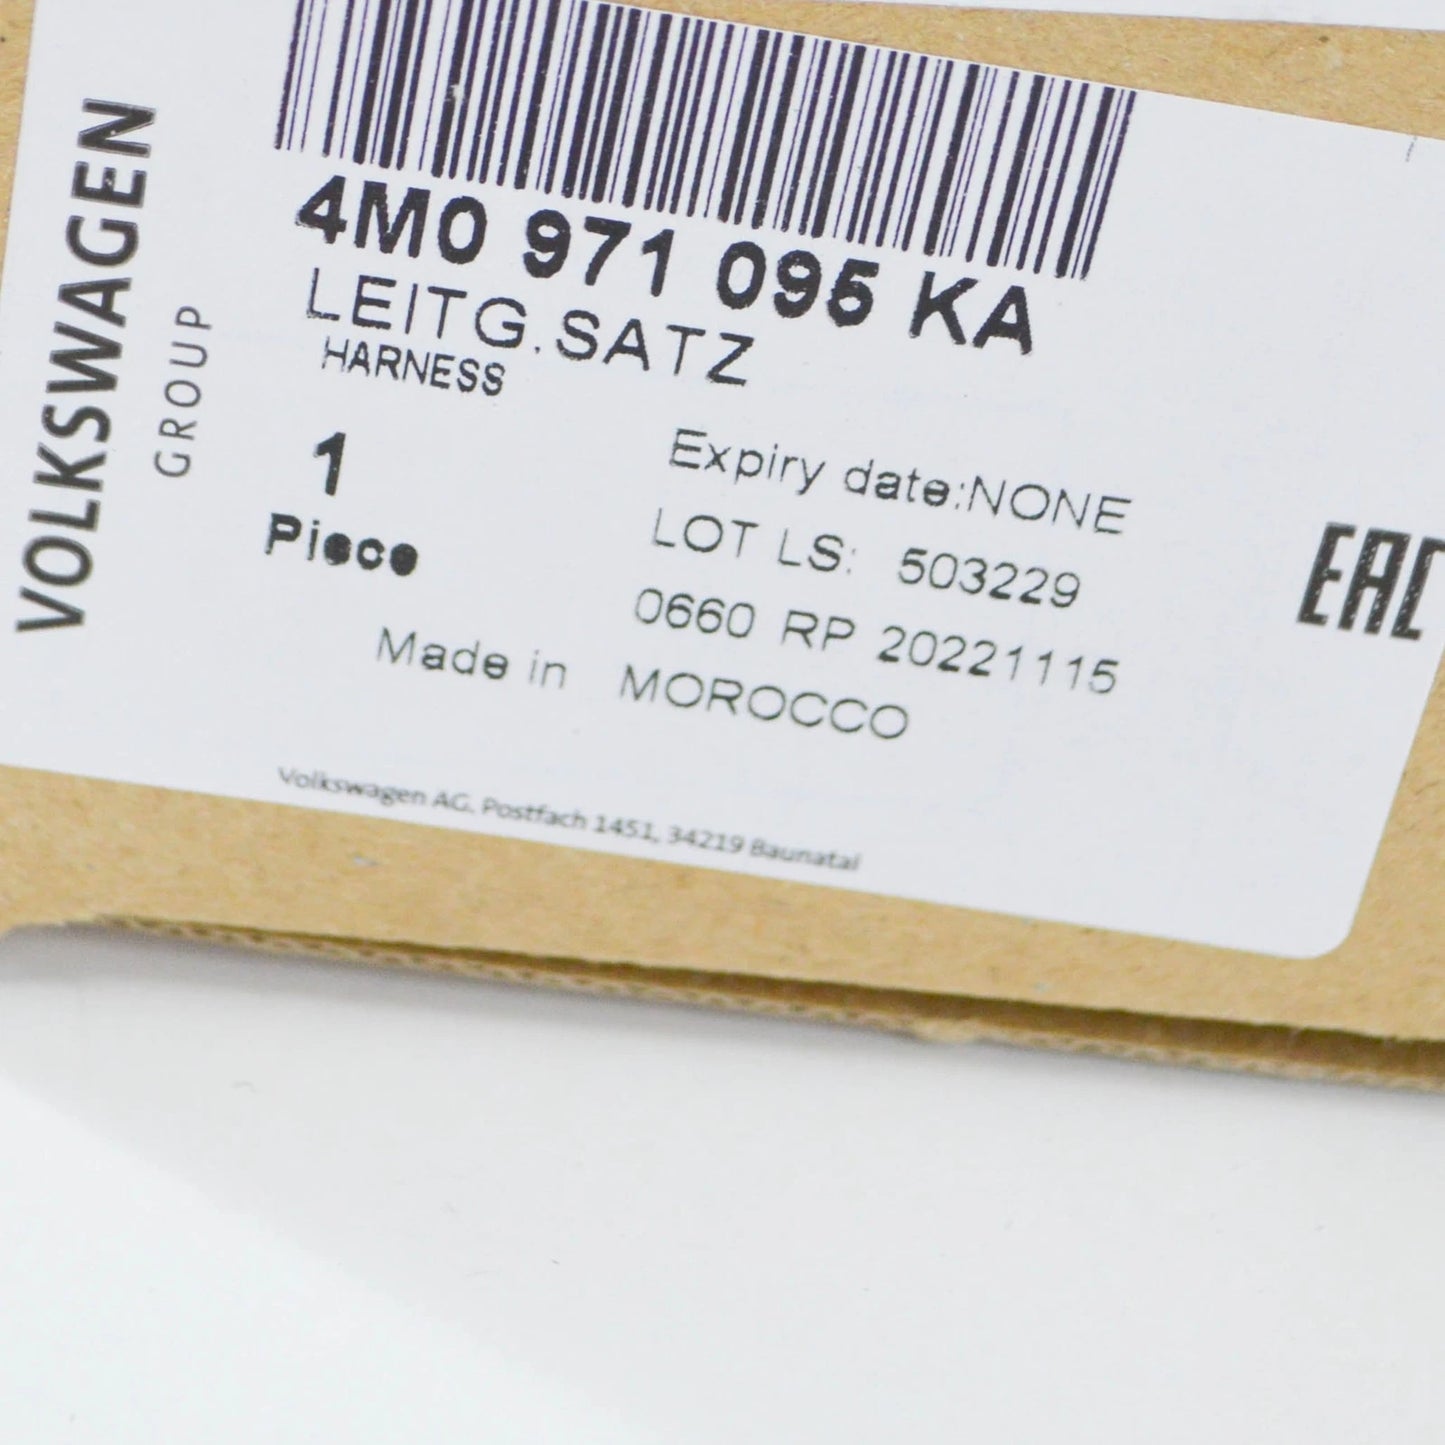 VOLKSWAGEN
GROUP
4M0 971 095 KA
LEITG.SATZ
HARNESS
1
Piece
Expiry date:NONE
LOT LS: 503229
0660 RP 20221115
Made in MOROCCO
EAC
Volkswagen AG. Postfach 1451, 34219 Baunatal